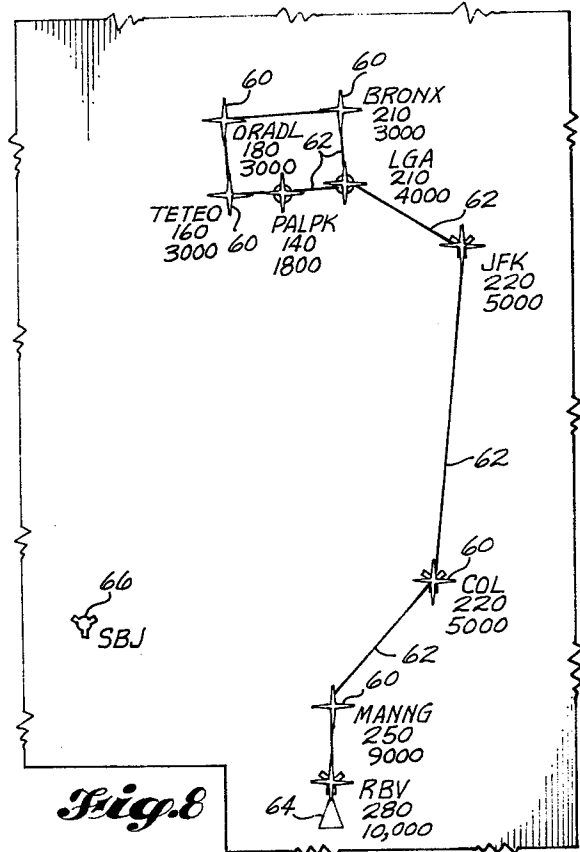 60
60
BRONX
210
3000
ORADL
180
3000
62
LGA
210
4000
TETEO
160
3000
60
PALPK
140
1800
62
JFK
220
5000
62
60
COL
220
5000
66
SBJ
62
60
MANNG
250
9000
64
RBV
280
10,000
Fig.8